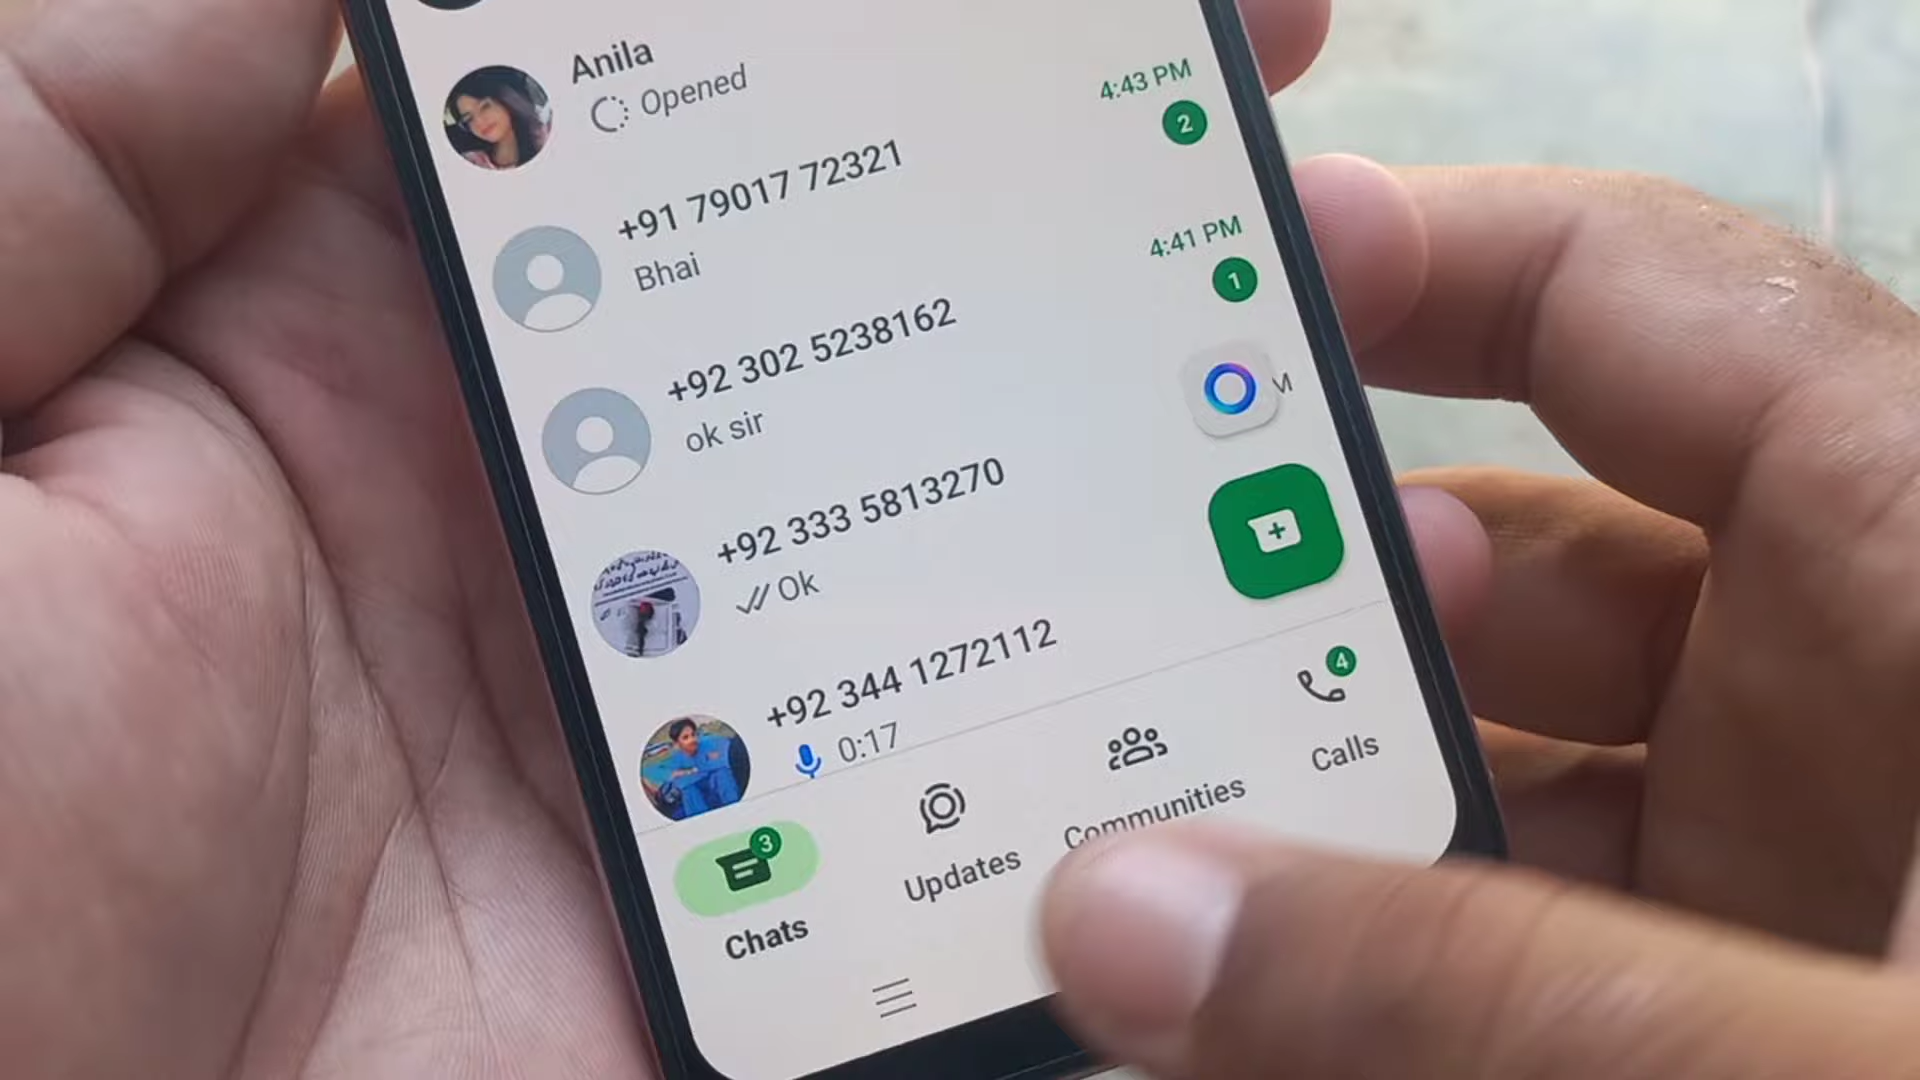 Anila
Opened
4:43 PM
2
+91 79017 72321
Bhai
4:41 PM
1
+92 302 5238162
ok sir
M
+92 333 5813270
Ok
+92 344 1272112
0:17
3
Chats
Updates
Communities
4
Calls